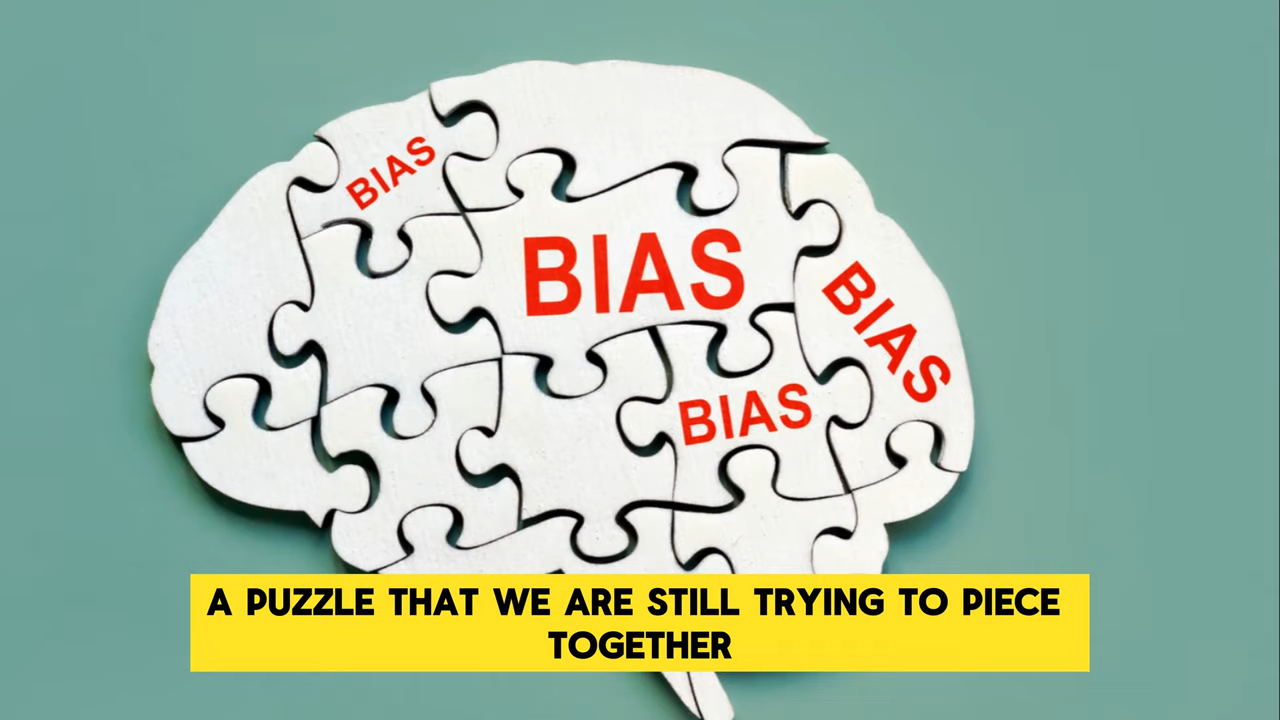 BIAS
BIAS
BIAS
BIAS
A PUZZLE THAT WE ARE STILL TRYING TO PIECE
TOGETHER